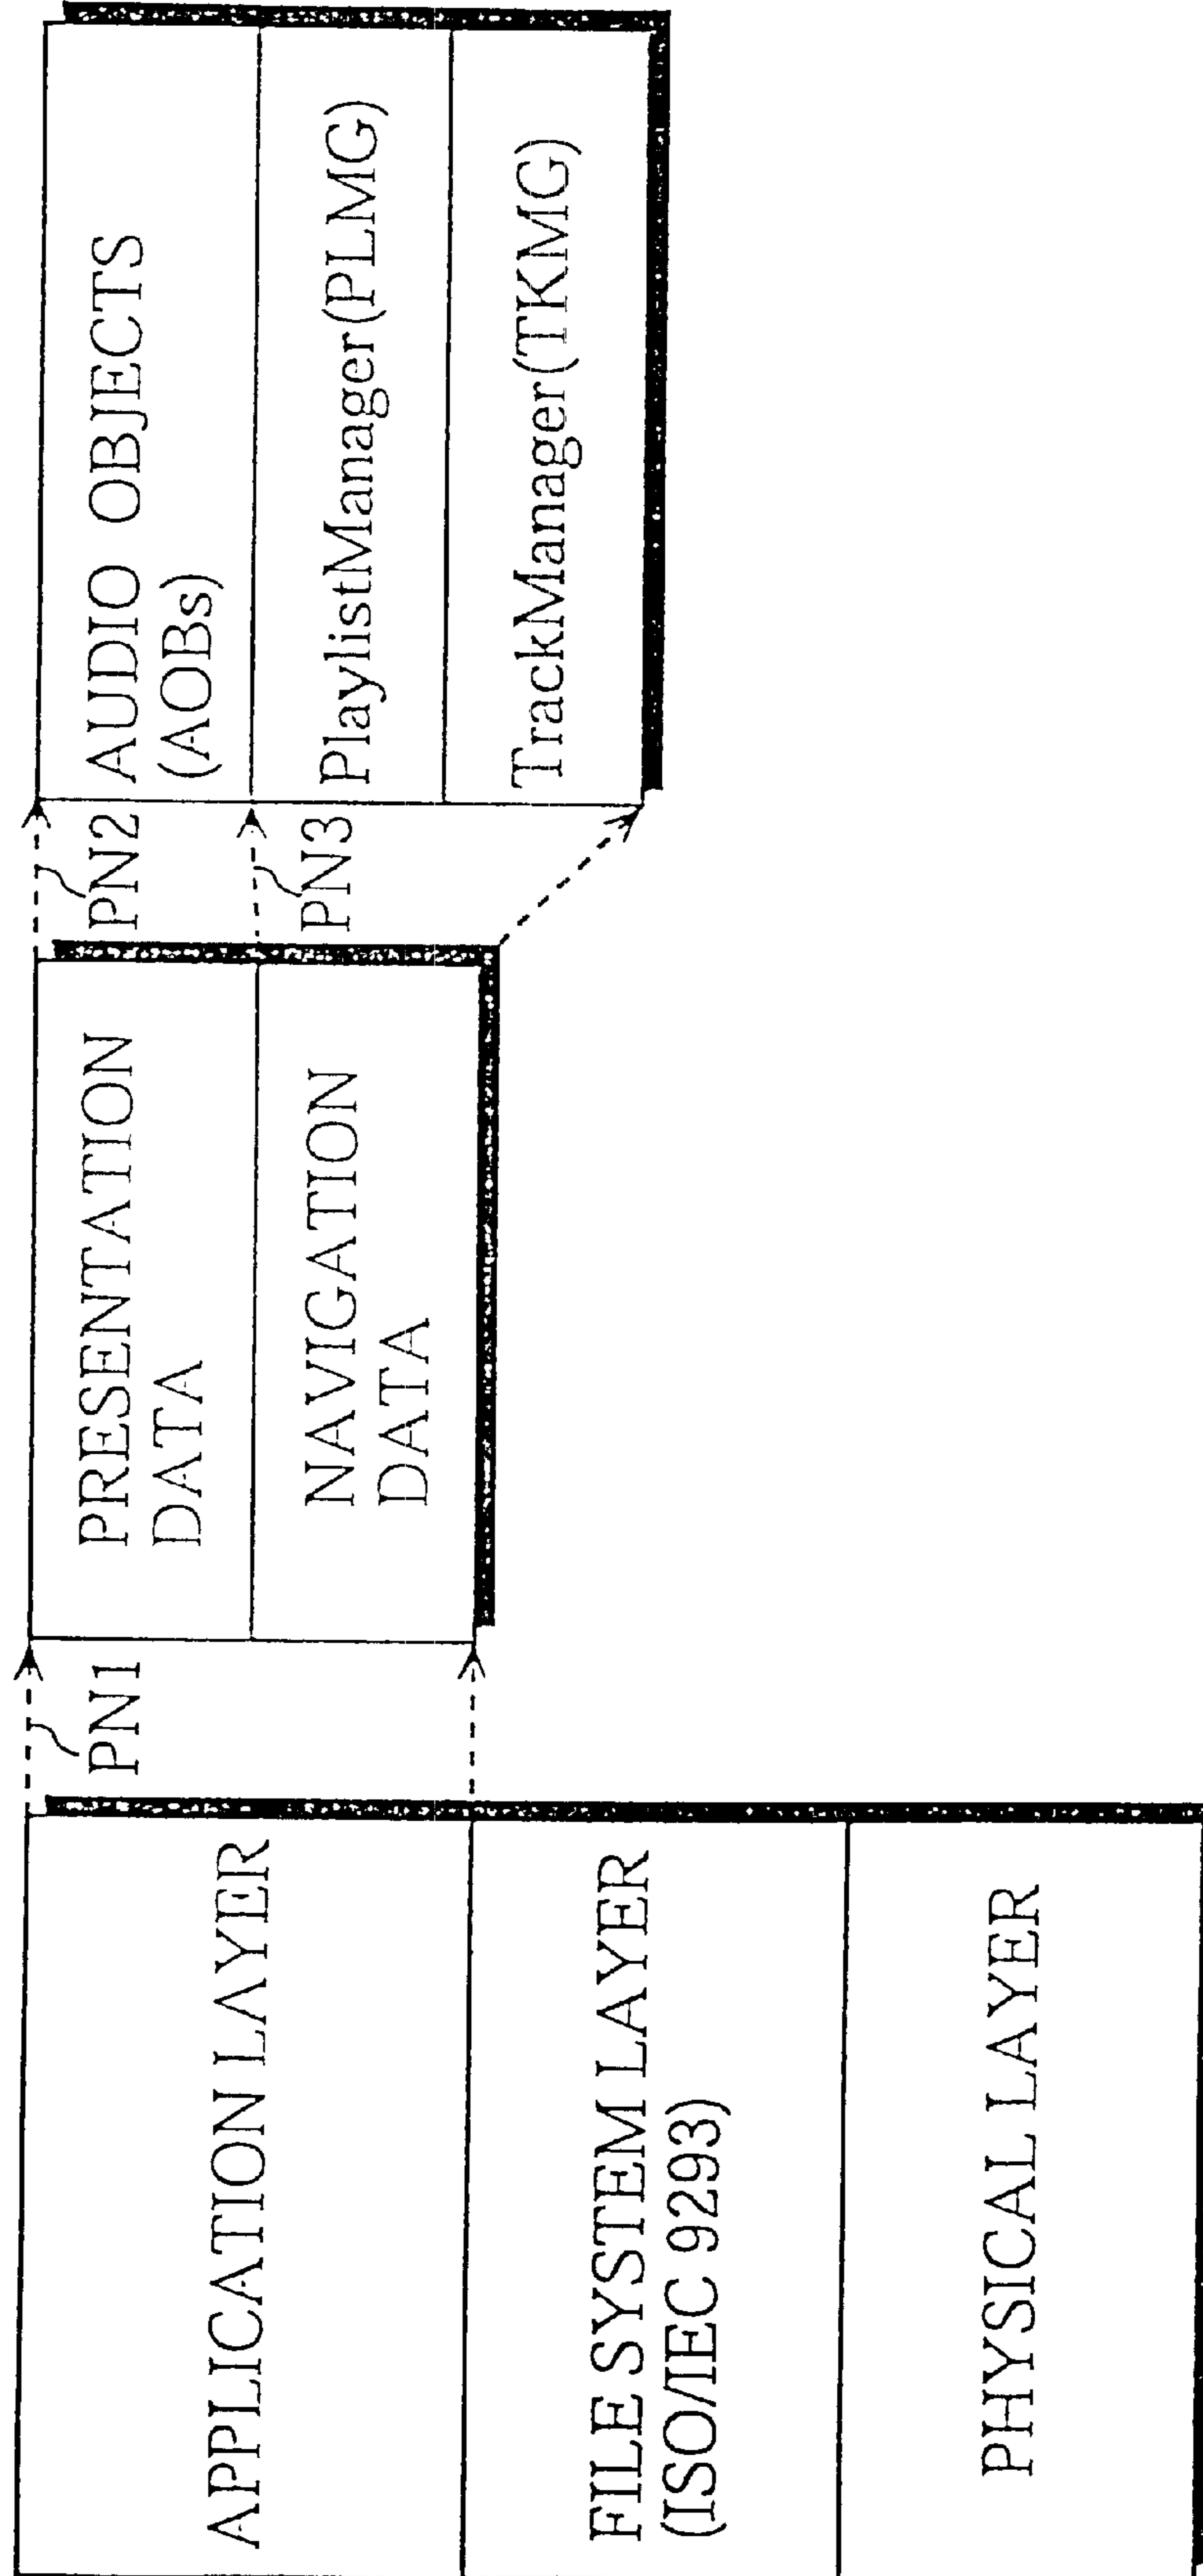 APPLICATION LAYER
FILE SYSTEM LAYER
(ISO/IEC 9293)
PHYSICAL LAYER
PN1
PRESENTATION
DATA
NAVIGATION
DATA
PN2
PN3
AUDIO OBJECTS
(AOBs)
PlaylistManager(PLMG)
TrackManager(TKMG)